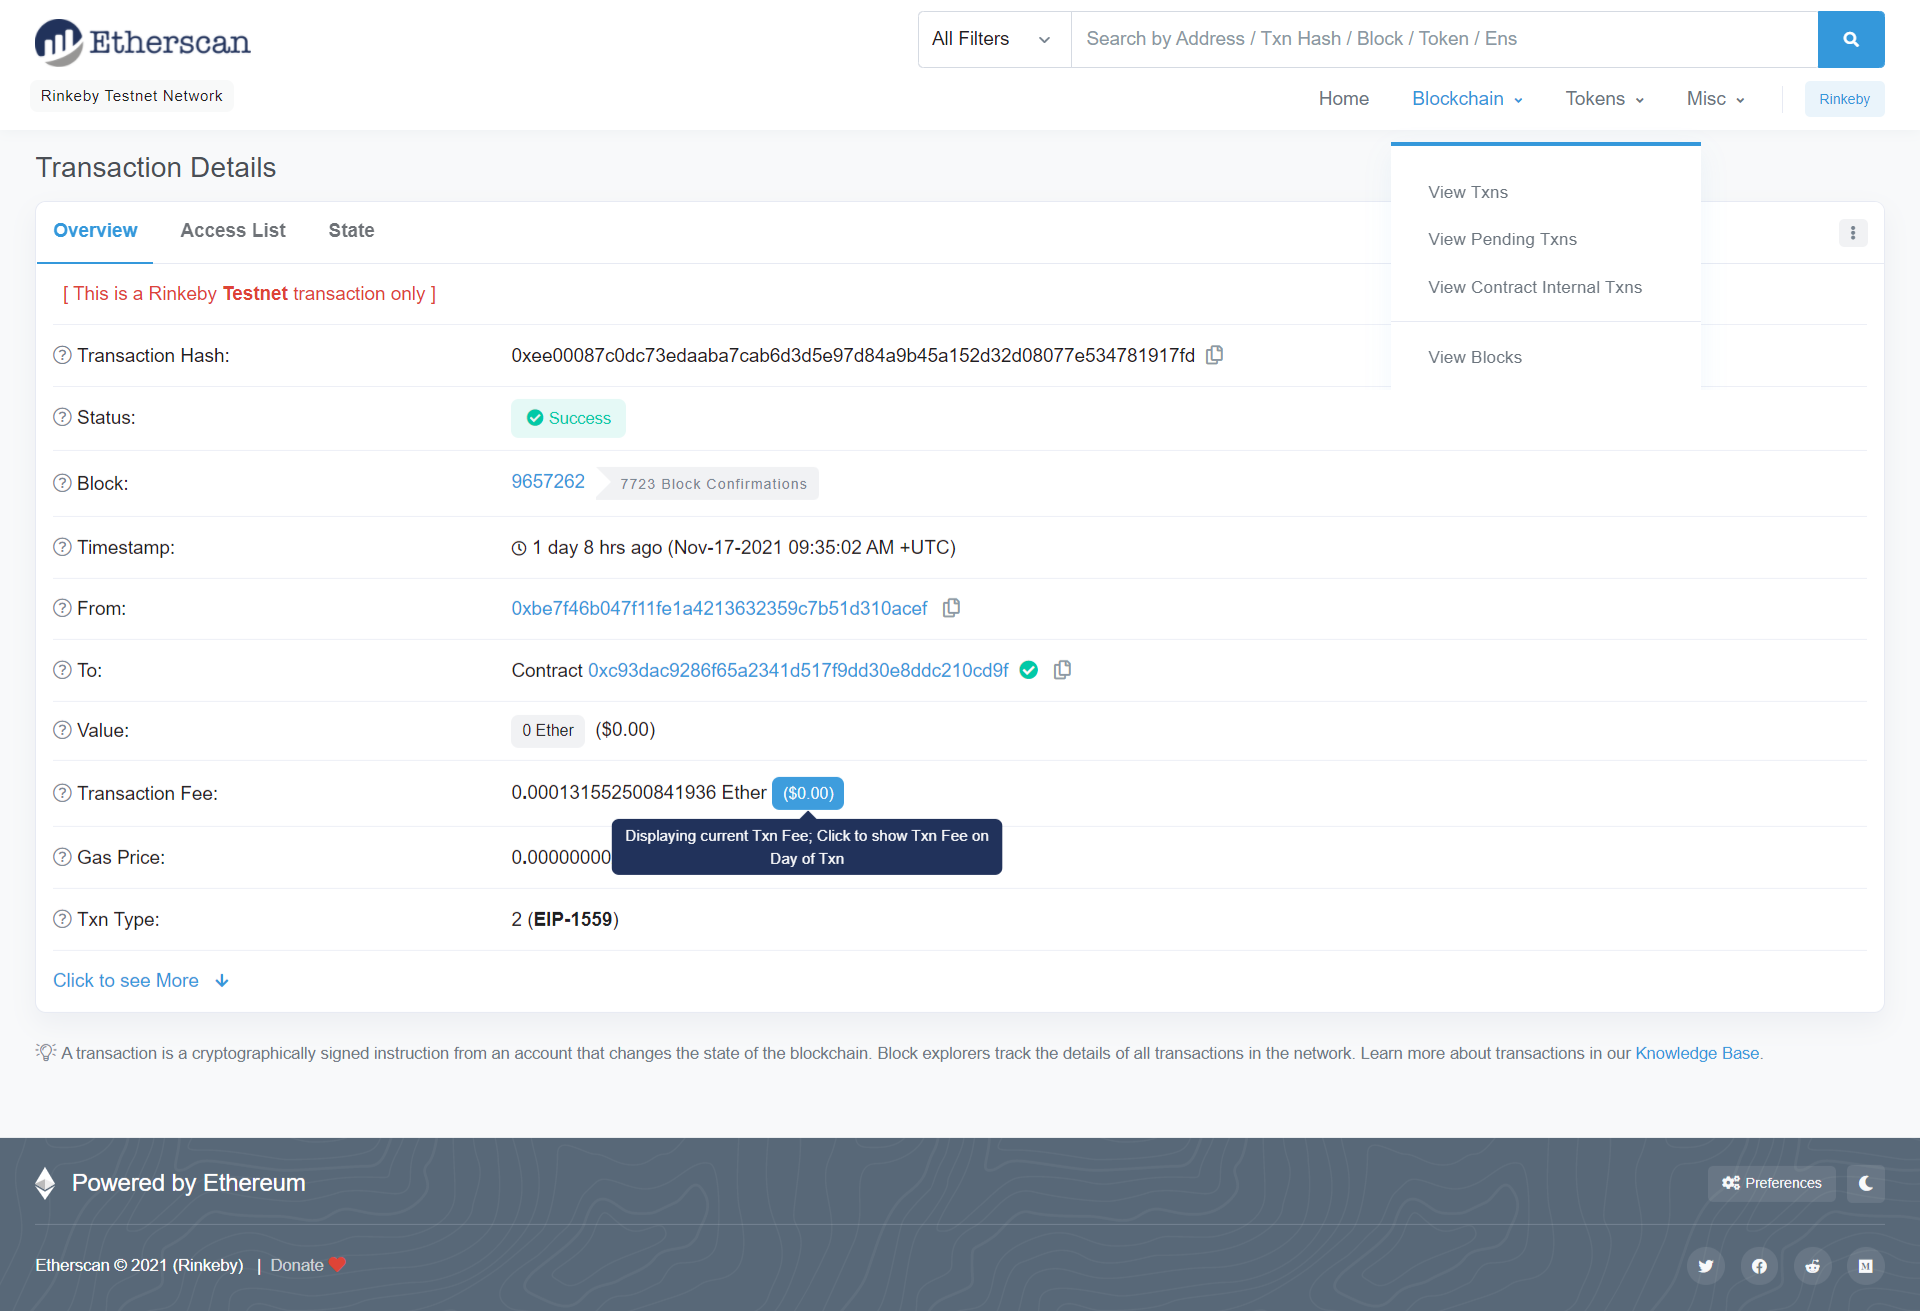 Etherscan
Rinkeby Testnet Network
All Filters
Search by Address / Txn Hash / Block / Token / Ens
Home Blockchain Tokens Misc Rinkeby
View Txns
View Pending Txns
View Contract Internal Txns
View Blocks
Transaction Details
Overview Access List State
[ This is a Rinkeby Testnet transaction only ]
Transaction Hash: 0xee00087c0dc73edaaba7cab6d3d5e97d84a9b45a152d32d08077e534781917fd
Status: Success
Block: 9657262 7723 Block Confirmations
Timestamp: 1 day 8 hrs ago (Nov-17-2021 09:35:02 AM +UTC)
From: 0xbe7f46b047f11fe1a4213632359c7b51d310acef
To: Contract 0xc93dac9286f65a2341d517f9dd30e8ddc210cd9f
Value: 0 Ether ($0.00)
Transaction Fee: 0.000131552500841936 Ether ($0.00)
Displaying current Txn Fee; Click to show Txn Fee on
Day of Txn
Gas Price: 0.00000000
Txn Type: 2 (EIP-1559)
Click to see More
A transaction is a cryptographically signed instruction from an account that changes the state of the blockchain. Block explorers track the details of all transactions in the network. Learn more about transactions in our Knowledge Base.
Powered by Ethereum
Preferences
Etherscan © 2021 (Rinkeby) | Donate